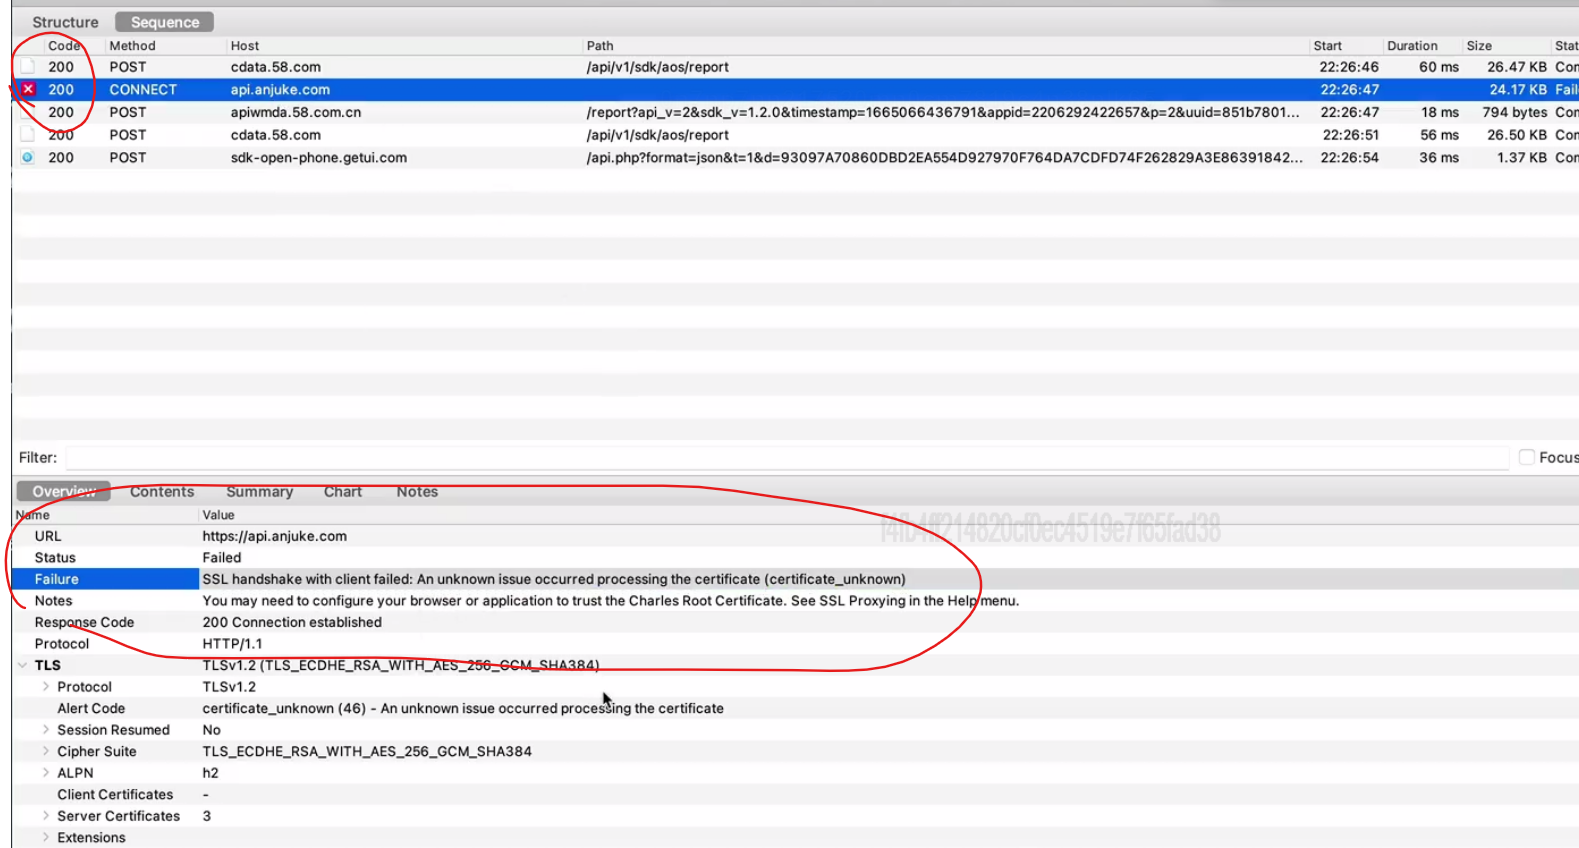 Structure Sequence
Code Method Host Path Start Duration Size Stat
200 POST cdata.58.com /api/v1/sdk/aos/report 22:26:46 60 ms 26.47 KB Con
200 CONNECT api.anjuke.com 22:26:47 24.17 KB Fail
200 POST apiwmda.58.com.cn /report?api_v=2&sdk_v=1.2.0&timestamp=1665066436791&appid=2206292422657&p=2&uuid=851b7801... 22:26:47 18 ms 794 bytes Con
200 POST cdata.58.com /api/v1/sdk/aos/report 22:26:51 56 ms 26.50 KB Con
200 POST sdk-open-phone.getui.com /api.php?format=json&t=1&d=93097A70860DBD2EA554D927970F764DA7CDFD74F262829A3E86391842... 22:26:54 36 ms 1.37 KB Con
Filter: Focus
Overview Contents Summary Chart Notes
Name Value
URL https://api.anjuke.com
Status Failed
Failure SSL handshake with client failed: An unknown issue occurred processing the certificate (certificate_unknown)
Notes You may need to configure your browser or application to trust the Charles Root Certificate. See SSL Proxying in the Help menu.
Response Code 200 Connection established
Protocol HTTP/1.1
TLS TLSv1.2 (TLS_ECDHE_RSA_WITH_AES_256_GCM_SHA384)
Protocol TLSv1.2
Alert Code certificate_unknown (46) - An unknown issue occurred processing the certificate
Session Resumed No
Cipher Suite TLS_ECDHE_RSA_WITH_AES_256_GCM_SHA384
ALPN h2
Client Certificates -
Server Certificates 3
Extensions